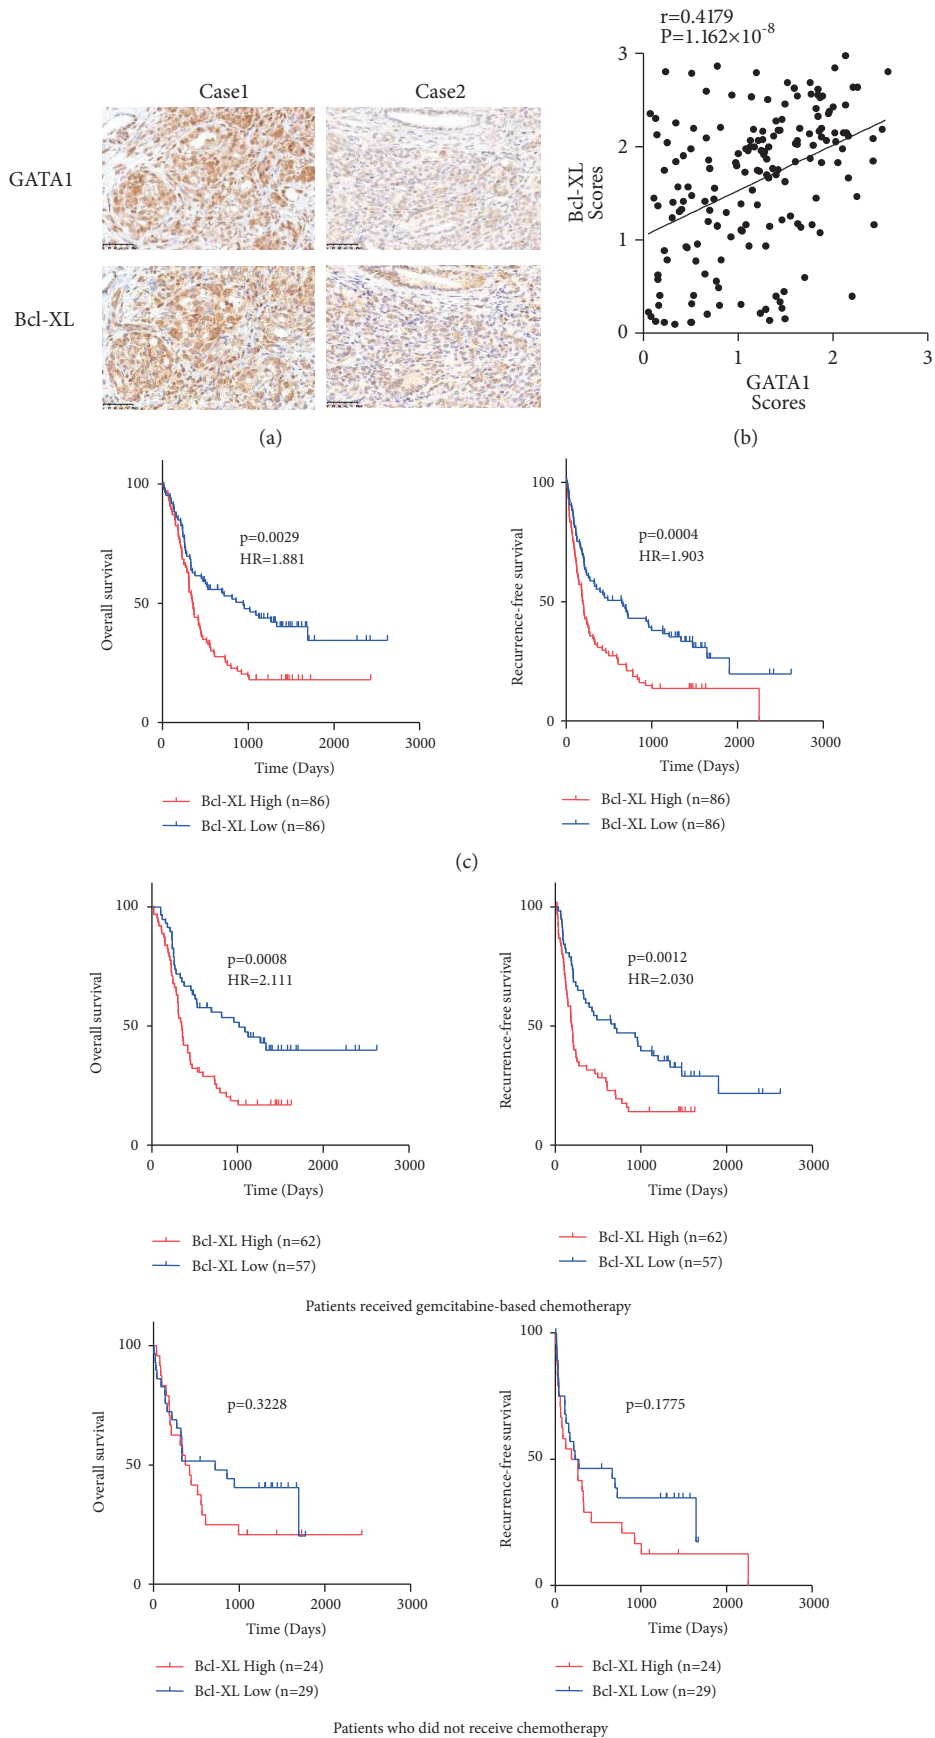 r=0.4179
P=1.162×10-8
Case1 Case2
GATA1
Bcl-XL
3
2
1
0
Bcl-XL
Scores
0 1 2 3
GATA1
Scores
(a) (b)
100
50
0
Overall survival
p=0.0029
HR=1.881
0 1000 2000 3000
Time (Days)
Bcl-XL High (n=86)
Bcl-XL Low (n=86)
100
50
0
Recurrence-free survival
p=0.0004
HR=1.903
0 1000 2000 3000
Time (Days)
Bcl-XL High (n=86)
Bcl-XL Low (n=86)
(c)
100
50
0
Overall survival
p=0.0008
HR=2.111
0 1000 2000 3000
Time (Days)
Bcl-XL High (n=62)
Bcl-XL Low (n=57)
100
50
0
Recurrence-free survival
p=0.0012
HR=2.030
0 1000 2000 3000
Time (Days)
Bcl-XL High (n=62)
Bcl-XL Low (n=57)
Patients received gemcitabine-based chemotherapy
100
50
0
Overall survival
p=0.3228
0 1000 2000 3000
Time (Days)
Bcl-XL High (n=24)
Bcl-XL Low (n=29)
100
50
0
Recurrence-free survival
p=0.1775
0 1000 2000 3000
Time (Days)
Bcl-XL High (n=24)
Bcl-XL Low (n=29)
Patients who did not receive chemotherapy